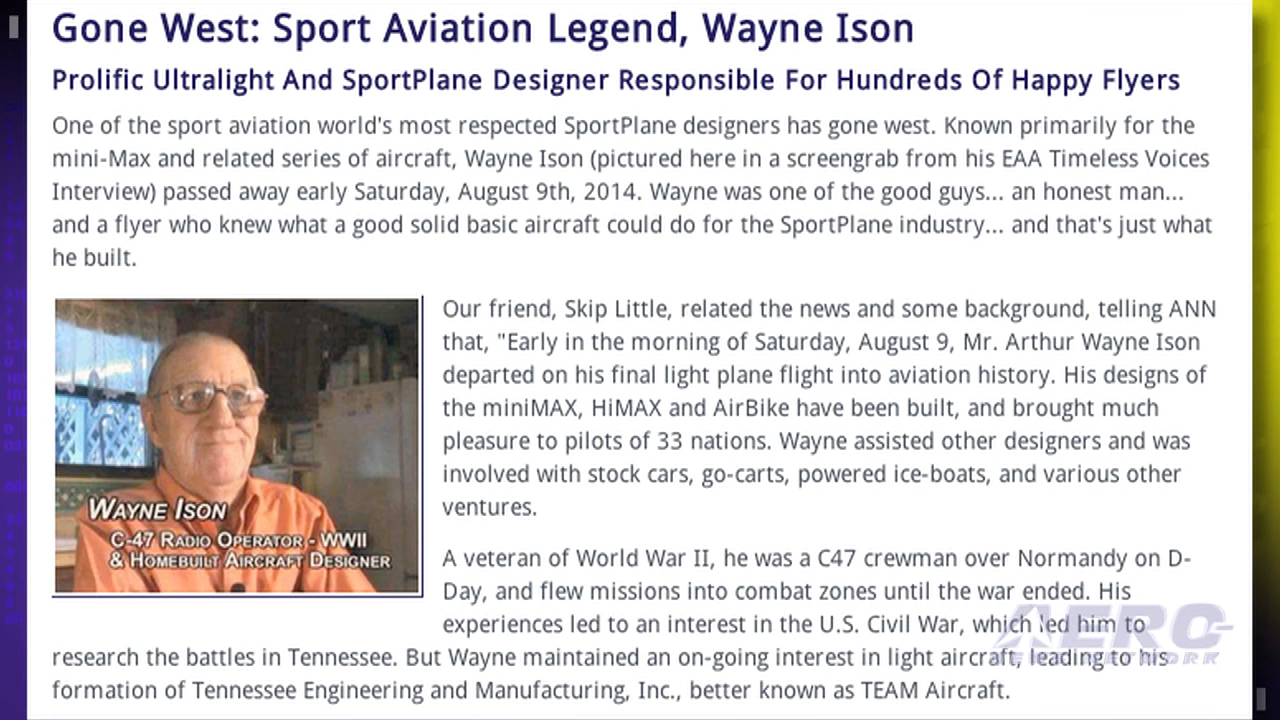 Gone West: Sport Aviation Legend, Wayne Ison
Prolific Ultralight And SportPlane Designer Responsible For Hundreds Of Happy Flyers
One of the sport aviation world's most respected SportPlane designers has gone west. Known primarily for the
mini-Max and related series of aircraft, Wayne Ison (pictured here in a screengrab from his EAA Timeless Voices
Interview) passed away early Saturday, August 9th, 2014. Wayne was one of the good guys... an honest man...
and a flyer who knew what a good solid basic aircraft could do for the SportPlane industry... and that's just what
he built.
WAYNE ISON
C-47 RADIO OPERATOR - WWII
& HOMEBUILT AIRCRAFT DESIGNER
Our friend, Skip Little, related the news and some background, telling ANN
that, "Early in the morning of Saturday, August 9, Mr. Arthur Wayne Ison
departed on his final light plane flight into aviation history. His designs of
the miniMAX, HiMAX and AirBike have been built, and brought much
pleasure to pilots of 33 nations. Wayne assisted other designers and was
involved with stock cars, go-carts, powered ice-boats, and various other
ventures.
A veteran of World War II, he was a C47 crewman over Normandy on D-
Day, and flew missions into combat zones until the war ended. His
experiences led to an interest in the U.S. Civil War, which led him to
research the battles in Tennessee. But Wayne maintained an on-going interest in light aircraft, leading to his
formation of Tennessee Engineering and Manufacturing, Inc., better known as TEAM Aircraft.
AERO